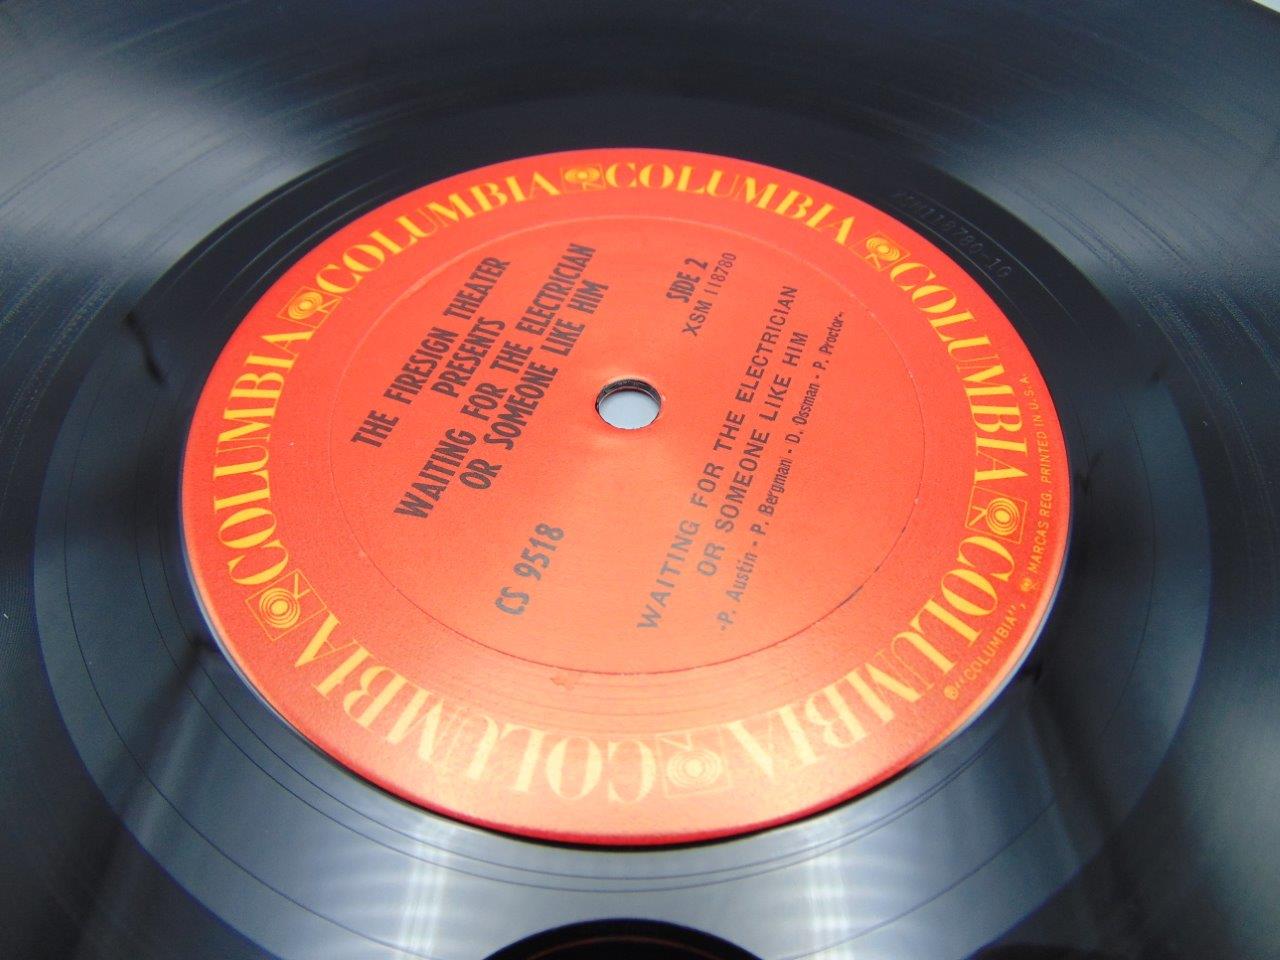 COLUMBIA COLUMBIA COLUMBIA COLUMBIA COLUMBIA COLUMBIA
THE FIRESIGN THEATER
PRESENTS
WAITING FOR THE ELECTRICIAN
OR SOMEONE LIKE HIM
CS 9518
SIDE 2
XSM 118780
WAITING FOR THE ELECTRICIAN
OR SOMEONE LIKE HIM
-P. Austin - P. Bergman - D. Ossman - P. Proctor-
℗ "COLUMBIA", MARCAS REG. PRINTED IN U.S.A.
XSM118780-1G